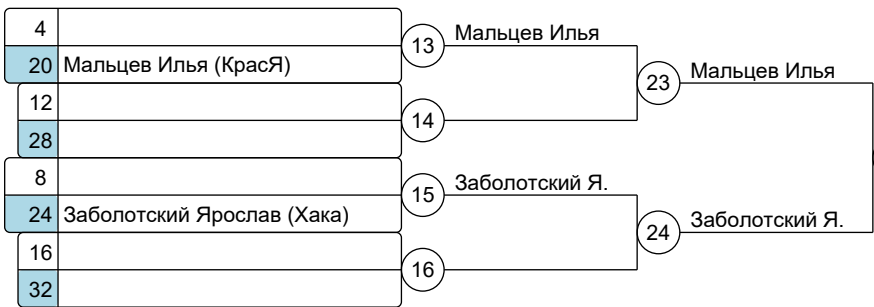 4
13 Мальцев Илья
20 Мальцев Илья (КрасЯ)
23 Мальцев Илья
12
14
28
8
15 Заболотский Я.
24 Заболотский Ярослав (Хака)
24 Заболотский Я.
16
16
32